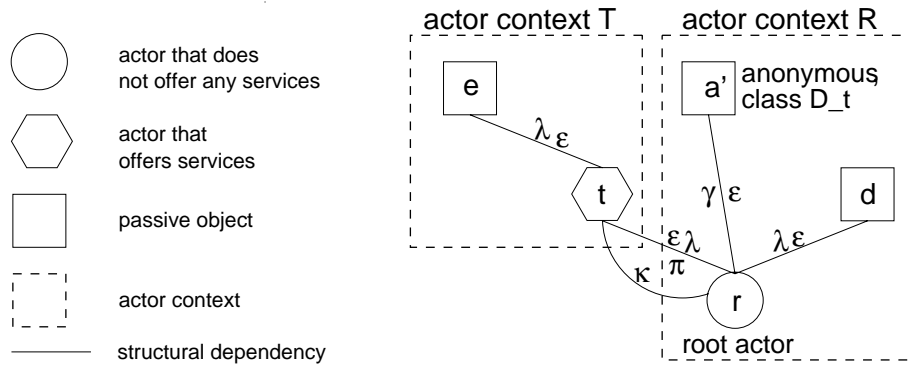 actor that does
not offer any services
actor that
offers services
passive object
actor context
structural dependency
actor context T
actor context R
e
a'
anonymous,
class D_t
λ ε
t
γ ε
d
ε λ
π
λ ε
κ
r
root actor